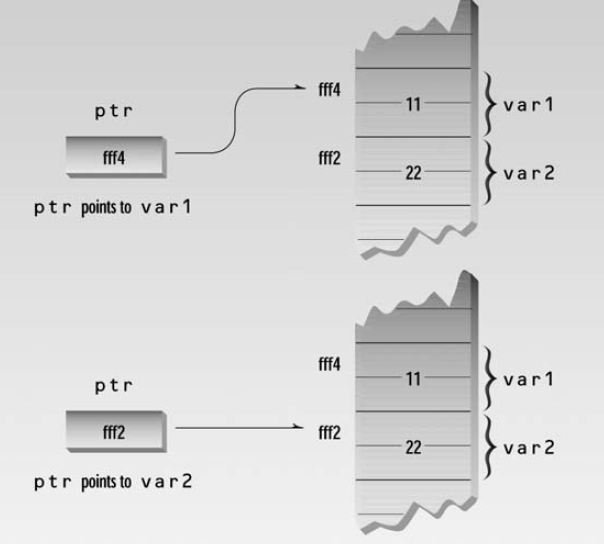 fff4
ptr
11
var1
fff4
fff2
22
var2
ptr points to var1
fff4
ptr
11
var1
fff2
fff2
22
var2
ptr points to var2